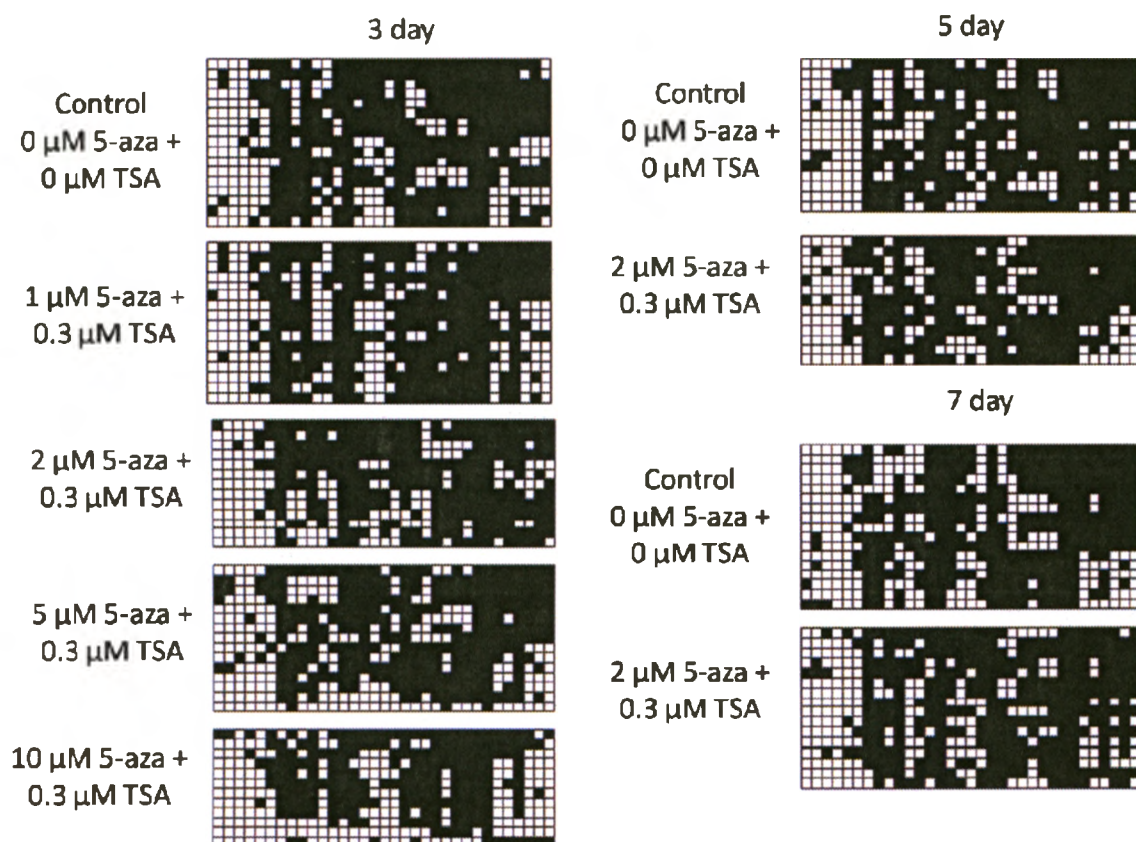 3 day
Control
0 µM 5-aza +
0 µM TSA
1 µM 5-aza +
0.3 µM TSA
2 µM 5-aza +
0.3 µM TSA
5 µM 5-aza +
0.3 µM TSA
10 µM 5-aza +
0.3 µM TSA
5 day
Control
0 µM 5-aza +
0 µM TSA
2 µM 5-aza +
0.3 µM TSA
7 day
Control
0 µM 5-aza +
0 µM TSA
2 µM 5-aza +
0.3 µM TSA